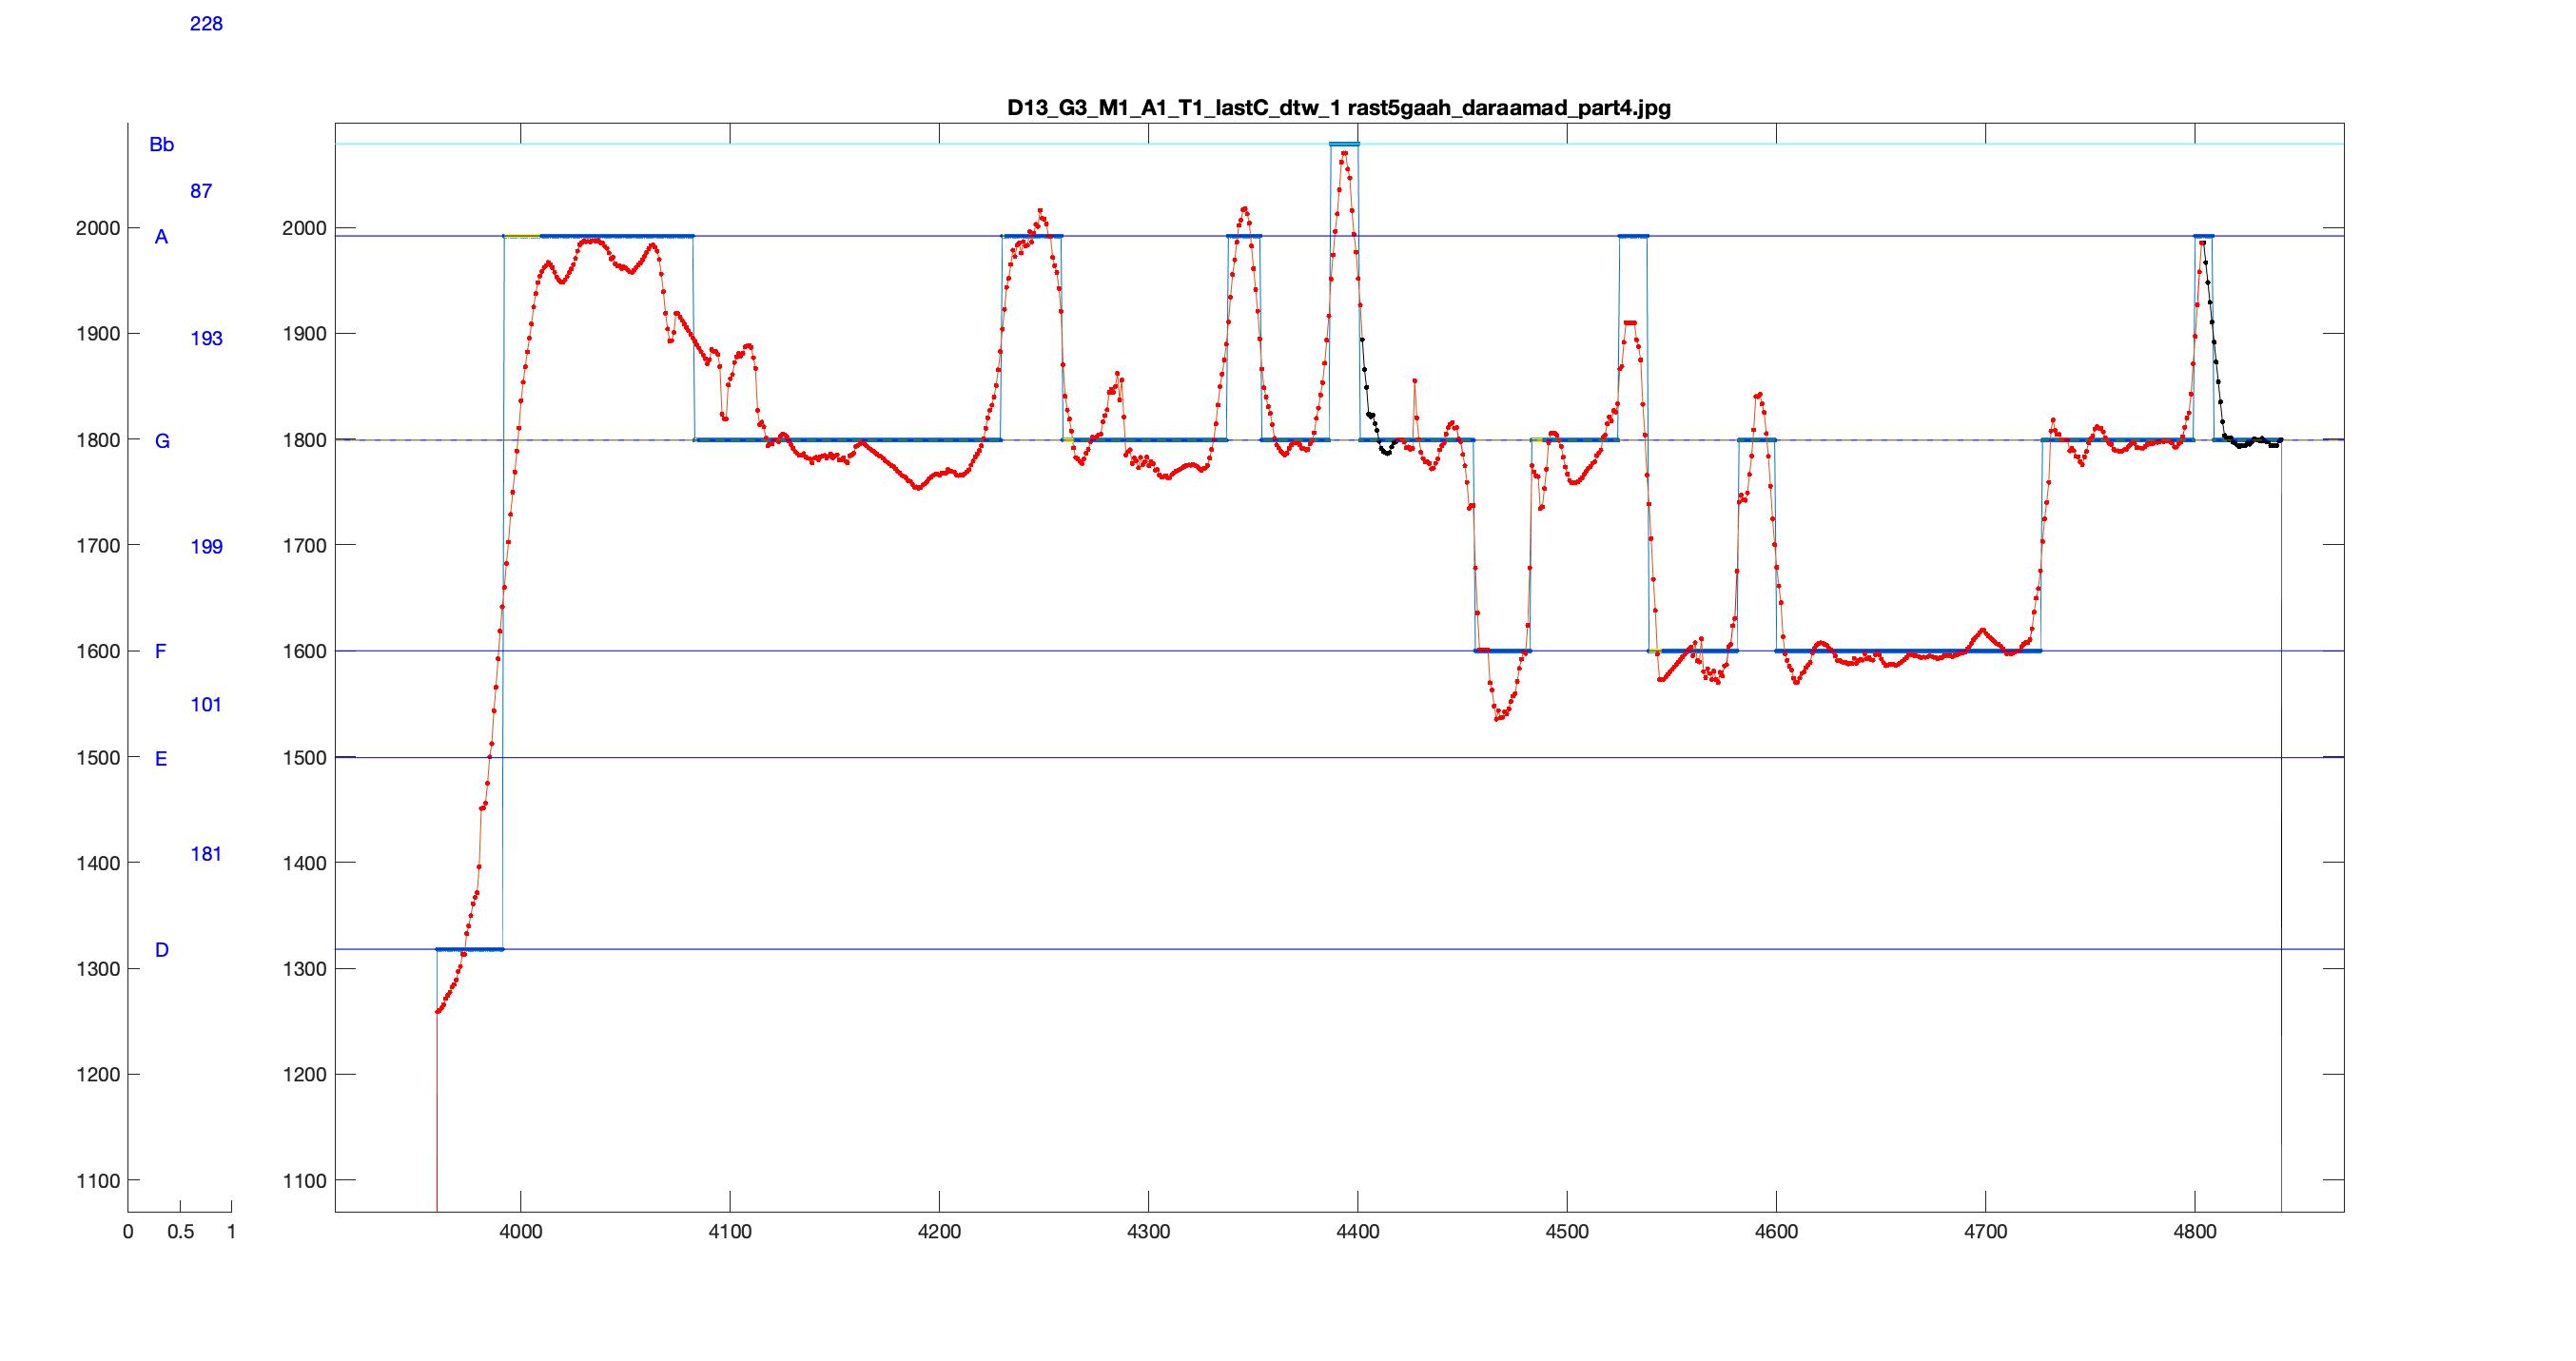 228
D13_G3_M1_A1_T1_lastC_dtw_1 rast5gaah_daraamad_part4.jpg
Bb
87
2000 A 2000
1900 193 1900
1800 G 1800
1700 199 1700
1600 F 1600
101
1500 E 1500
1400 181 1400
D
1300 1300
1200 1200
1100 1100
0 0.5 1 4000 4100 4200 4300 4400 4500 4600 4700 4800